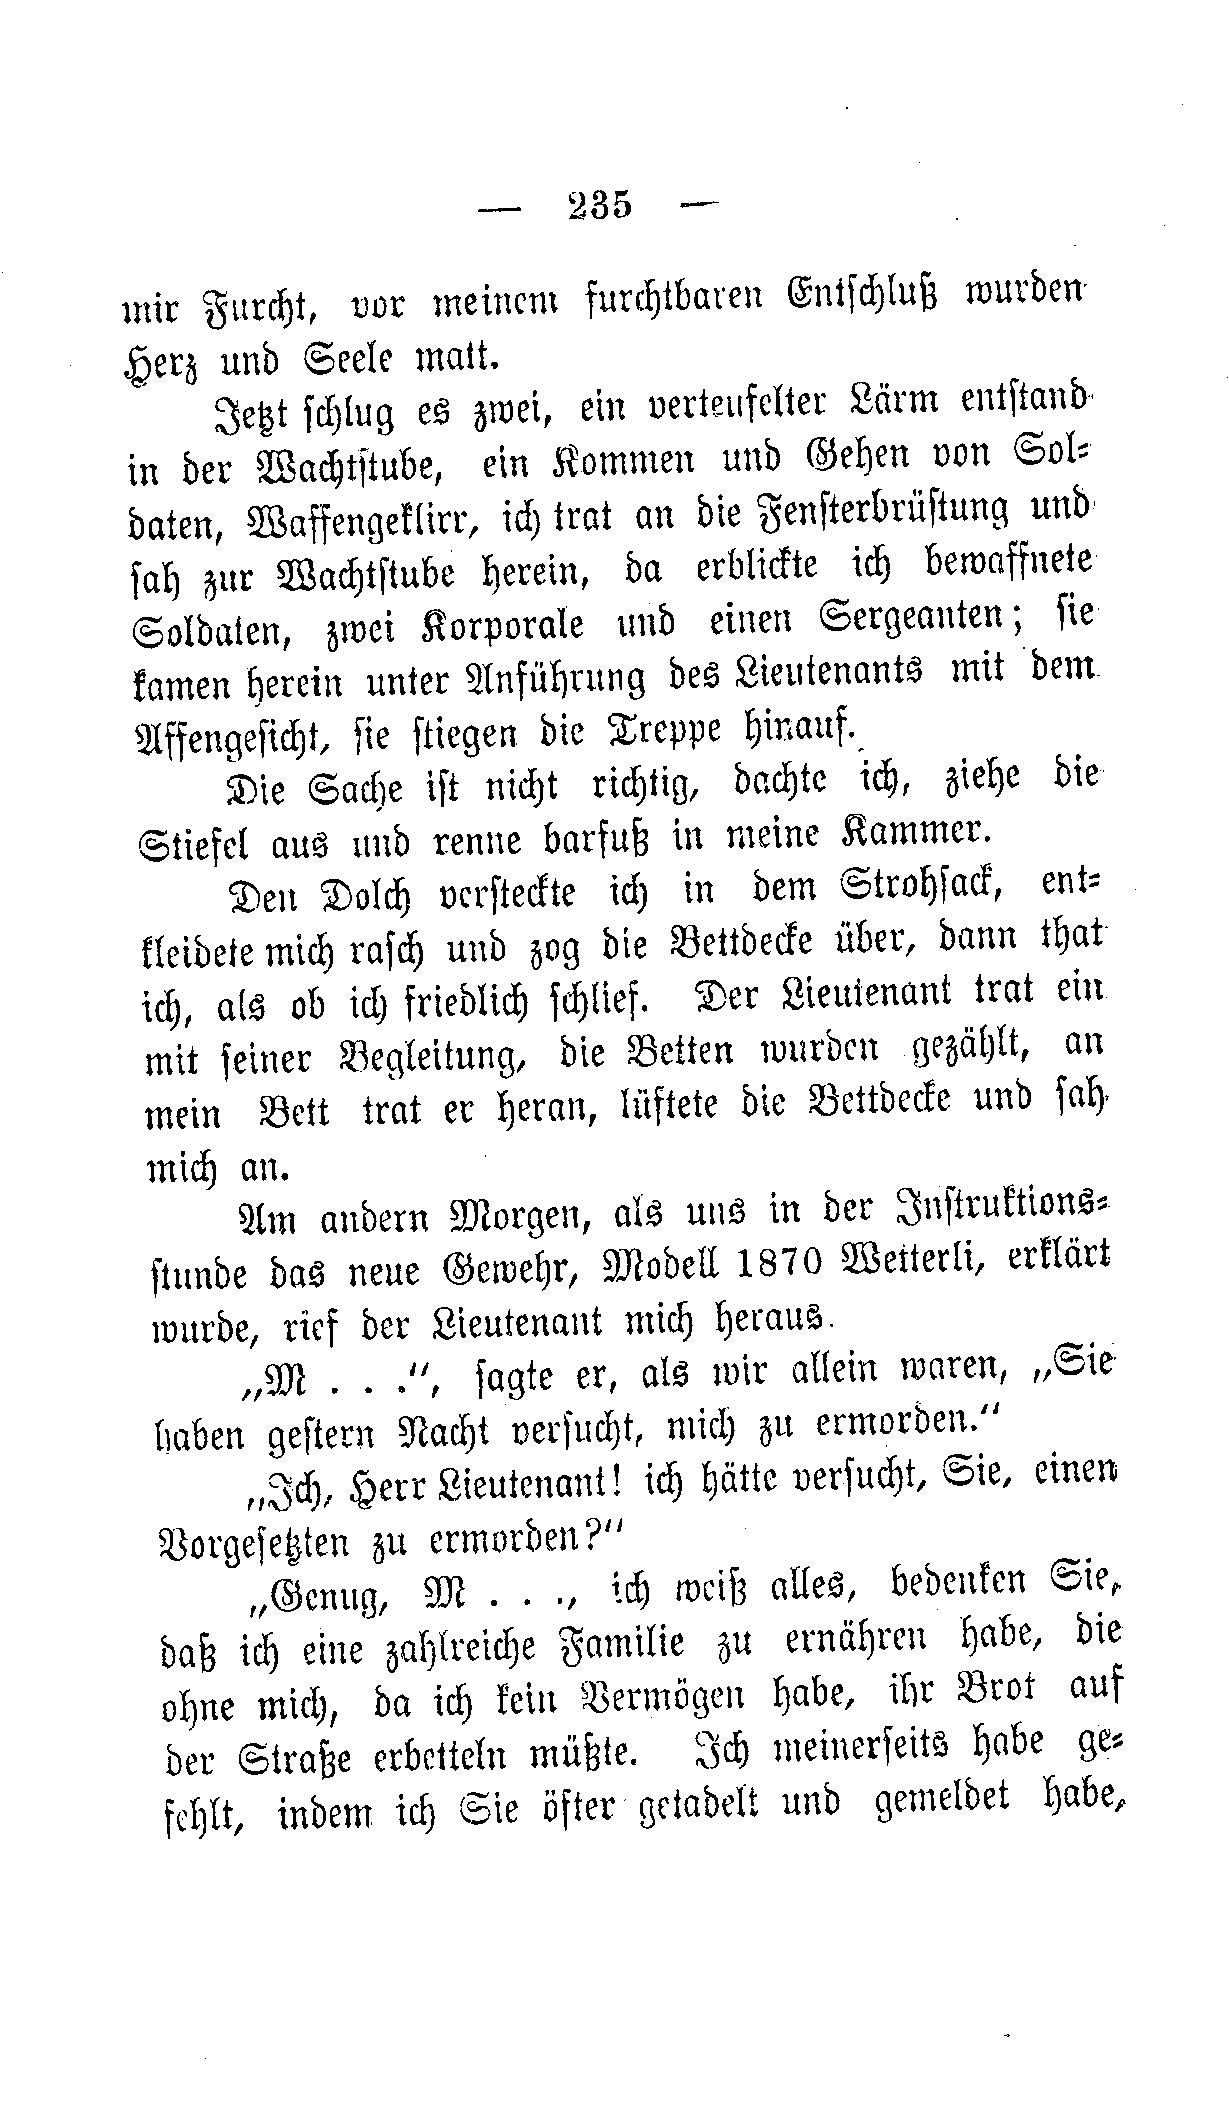 — 235 —
mir Furcht, vor meinem furchtbaren Entschluß wurden
Herz und Seele matt.
Jetzt schlug es zwei, ein verteufelter Lärm entstand
in der Wachtstube, ein Kommen und Gehen von Sol-
daten, Waffengeklirr, ich trat an die Fensterbrüstung und
sah zur Wachtstube herein, da erblickte ich bewaffnete
Soldaten, zwei Korporale und einen Sergeanten; sie
kamen herein unter Anführung des Lieutenants mit dem
Affengesicht, sie stiegen die Treppe hinauf.
Die Sache ist nicht richtig, dachte ich, ziehe die
Stiefel aus und renne barfuß in meine Kammer.
Den Dolch versteckte ich in dem Strohsack, ent-
kleidete mich rasch und zog die Bettdecke über, dann that
ich, als ob ich friedlich schlief. Der Lieutenant trat ein
mit seiner Begleitung, die Betten wurden gezählt, an
mein Bett trat er heran, lüftete die Bettdecke und sah
mich an.
Am andern Morgen, als uns in der Instruktions-
stunde das neue Gewehr, Modell 1870 Wetterli, erklärt
wurde, rief der Lieutenant mich heraus.
„M . . .“, sagte er, als wir allein waren, „Sie
haben gestern Nacht versucht, mich zu ermorden.“
„Ich, Herr Lieutenant! ich hätte versucht, Sie, einen
Vorgesetzten zu ermorden?“
„Genug, M . . ., ich weiß alles, bedenken Sie,
daß ich eine zahlreiche Familie zu ernähren habe, die
ohne mich, da ich kein Vermögen habe, ihr Brot auf
der Straße erbetteln müßte. Ich meinerseits habe ge-
fehlt, indem ich Sie öfter getadelt und gemeldet habe,